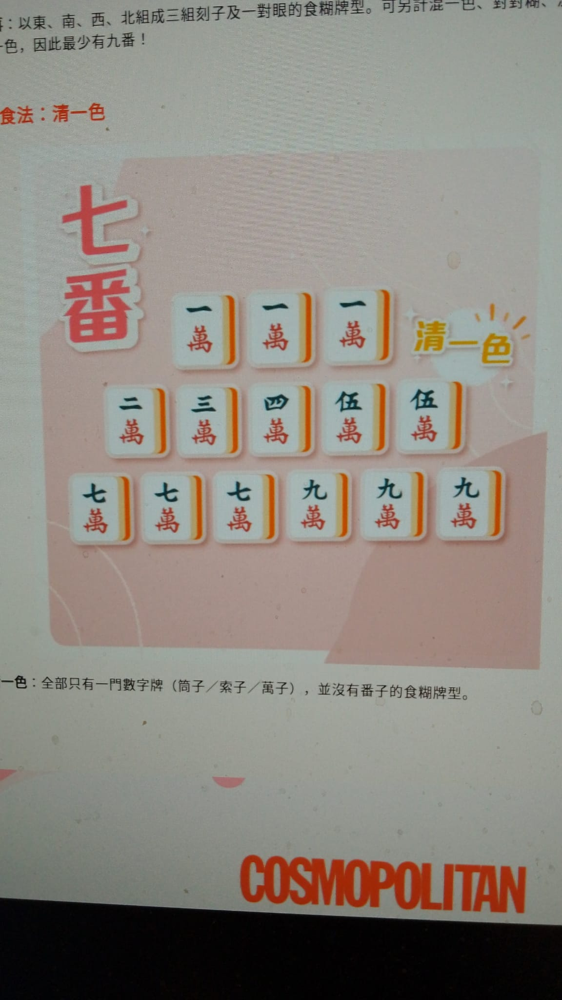 ：以東、南、西、北組成三組刻子及一對眼的食糊牌型。可另計混一色、對對糊、
一色，因此最少有九番！
食法：清一色
七番
一萬 一萬 一萬
清一色
二萬 三萬 四萬 伍萬 伍萬
七萬 七萬 七萬 九萬 九萬 九萬
一色：全部只有一門數字牌（筒子／索子／萬子），並沒有番子的食糊牌型。
COSMOPOLITAN